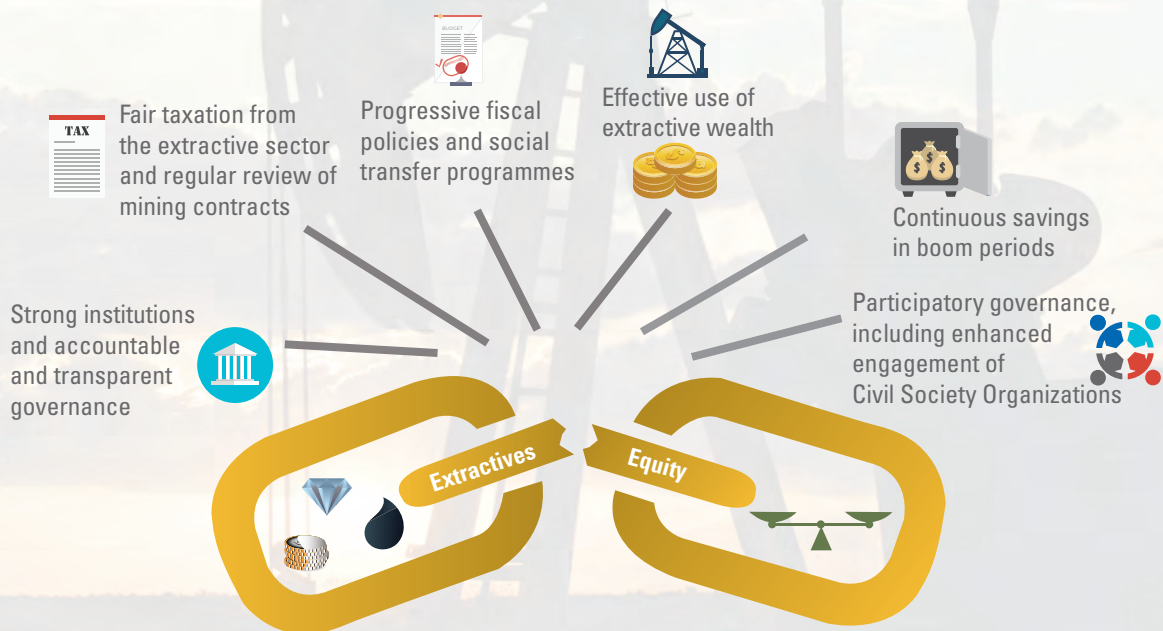 BUDGET
TAX
Fair taxation from
the extractive sector
and regular review of
mining contracts
Progressive fiscal
policies and social
transfer programmes
Effective use of
extractive wealth
$ $ $
Continuous savings
in boom periods
Strong institutions
and accountable
and transparent
governance
Participatory governance,
including enhanced
engagement of
Civil Society Organizations
Extractives
Equity